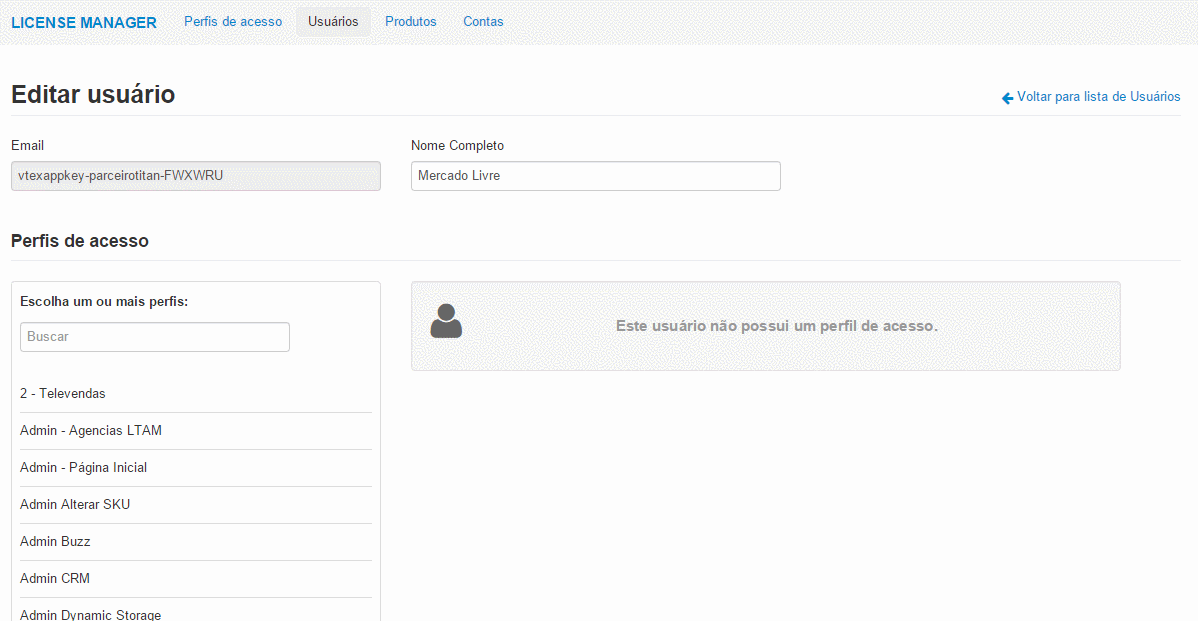 LICENSE MANAGER Perfis de acesso Usuários Produtos Contas
Editar usuário
Voltar para lista de Usuários
Email
Nome Completo
vtexappkey-parceirotitan-FWXWRU
Mercado Livre
Perfis de acesso
Escolha um ou mais perfis:
Buscar
Este usuário não possui um perfil de acesso.
2 - Televendas
Admin - Agencias LTAM
Admin - Página Inicial
Admin Alterar SKU
Admin Buzz
Admin CRM
Admin Dynamic Storage